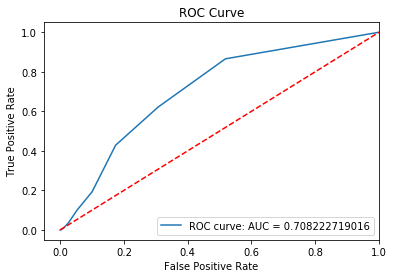 ROC Curve
1.0
0.8
0.6
0.4
0.2
0.0
True Positive Rate
ROC curve: AUC = 0.708222719016
0.0 0.2 0.4 0.6 0.8 1.0
False Positive Rate